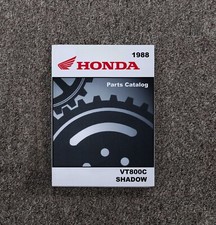 1988
HONDA
Parts Catalog
VT800C
SHADOW